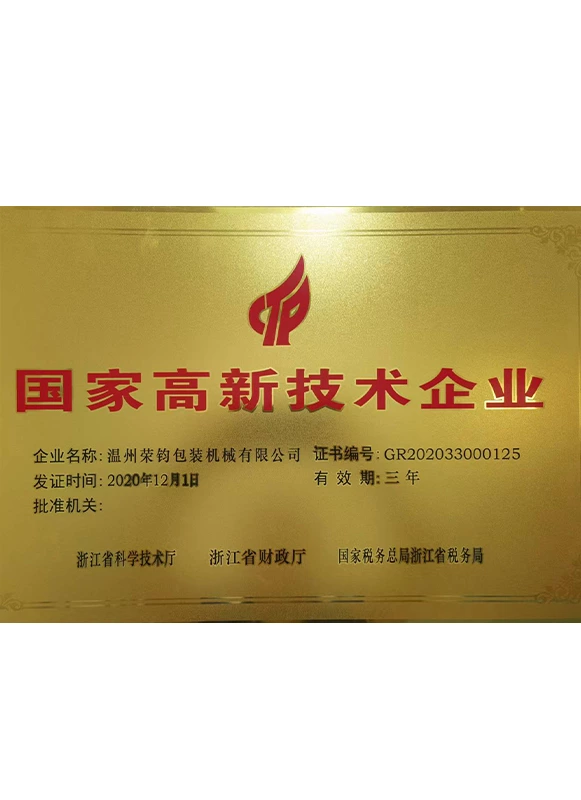 国家高新技术企业
企业名称: 温州荣钧包装机械有限公司 证书编号: GR202033000125
发证时间: 2020年12月1日 有 效 期: 三 年
批准机关:
浙江省科学技术厅 浙江省财政厅 国家税务总局浙江省税务局